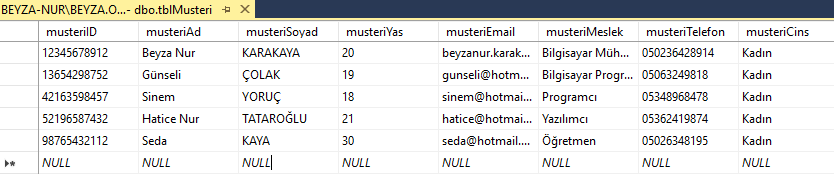 BEYZA-NUR\BEYZA.O...- dbo.tblMusteri
musteriID musteriAd musteriSoyad musteriYas musteriEmail musteriMeslek musteriTelefon musteriCins
12345678912 Beyza Nur KARAKAYA 20 beyzanur.karak... Bilgisayar Müh... 050236428914 Kadın
13654298752 Günseli ÇOLAK 19 gunseli@hotm... Bilgisayar Progr... 05063249818 Kadın
42163598457 Sinem YORUÇ 18 sinem@hotmai... Programcı 05348968478 Kadın
52196587432 Hatice Nur TATAROĞLU 21 hatice@hotmai... Yazılımcı 05362419874 Kadın
98765432112 Seda KAYA 30 seda@hotmail.... Öğretmen 05026348195 Kadın
NULL NULL NULL NULL NULL NULL NULL NULL